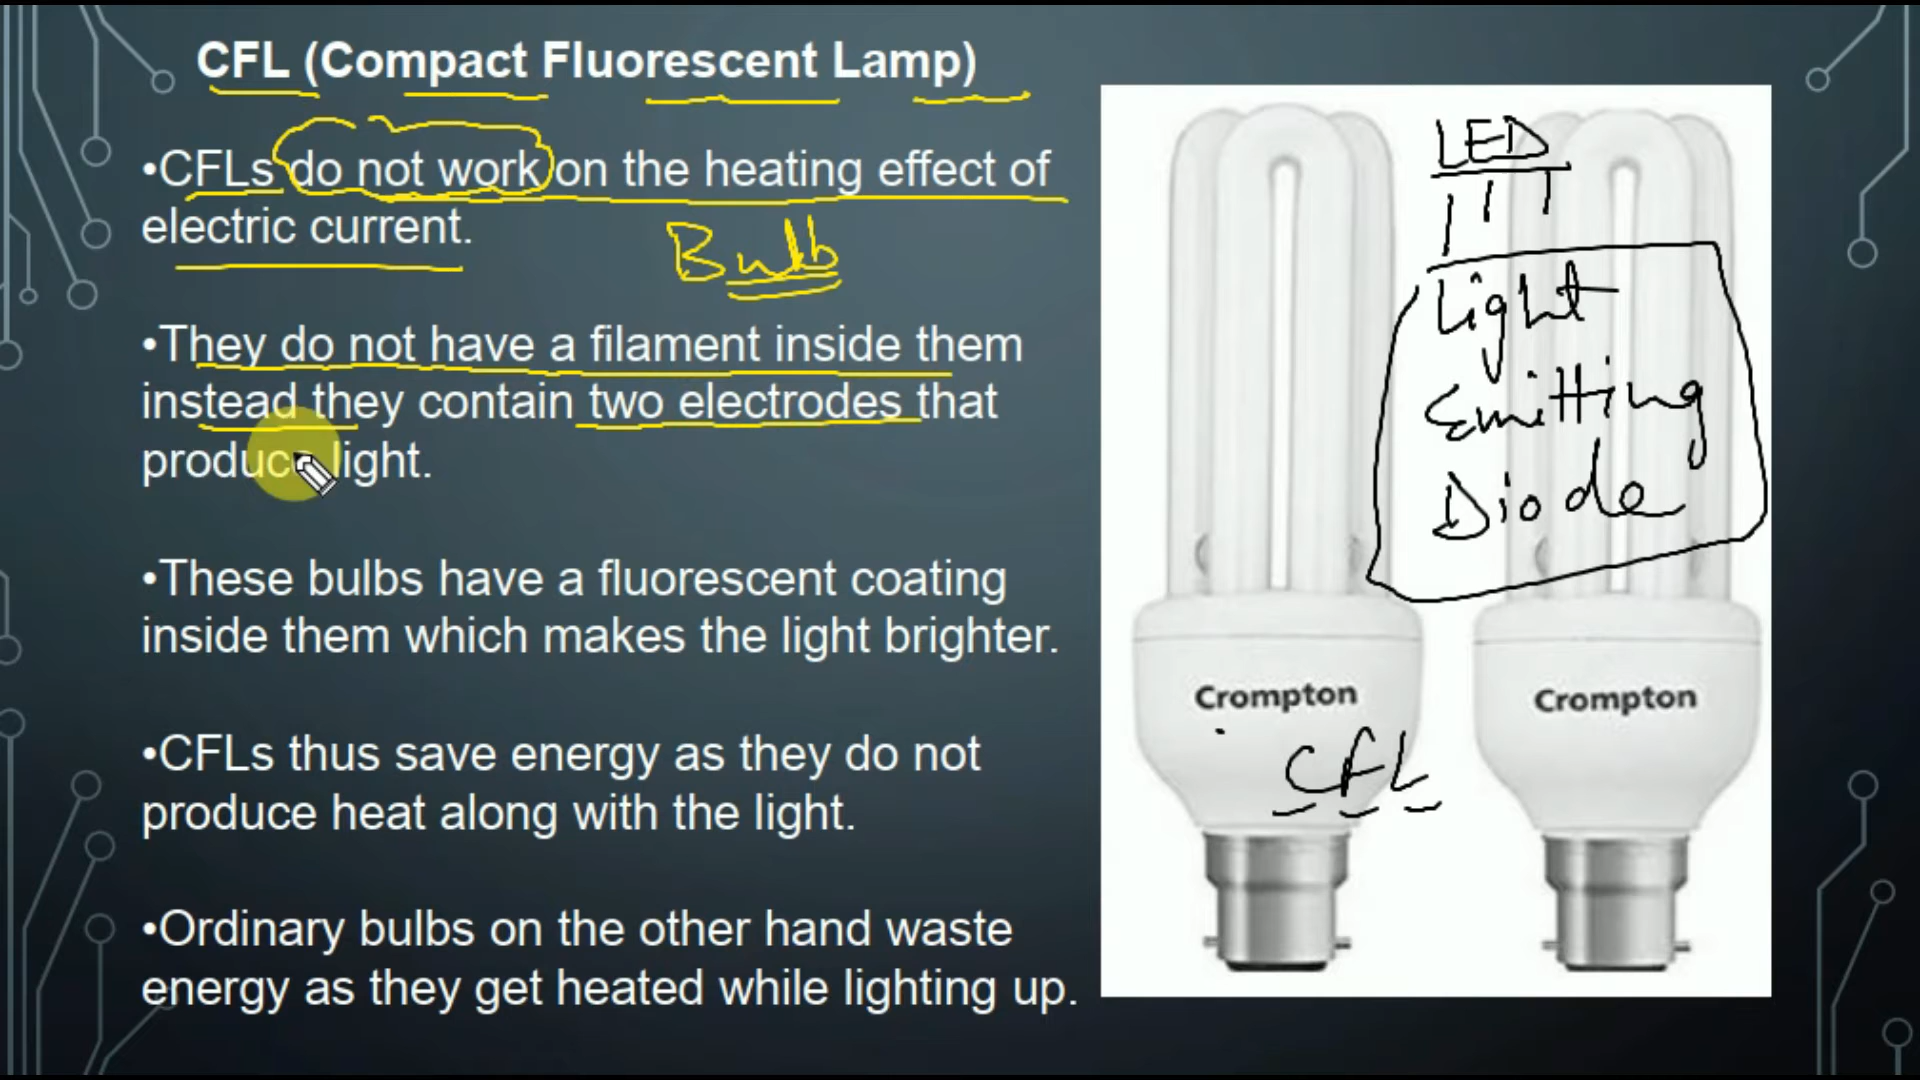 CFL (Compact Fluorescent Lamp)
•CFLs do not work on the heating effect of
electric current.
Bulb
•They do not have a filament inside them
instead they contain two electrodes that
produce light.
•These bulbs have a fluorescent coating
inside them which makes the light brighter.
•CFLs thus save energy as they do not
produce heat along with the light.
•Ordinary bulbs on the other hand waste
energy as they get heated while lighting up.
LED
Light
Emitting
Diode
Crompton
Crompton
CFL